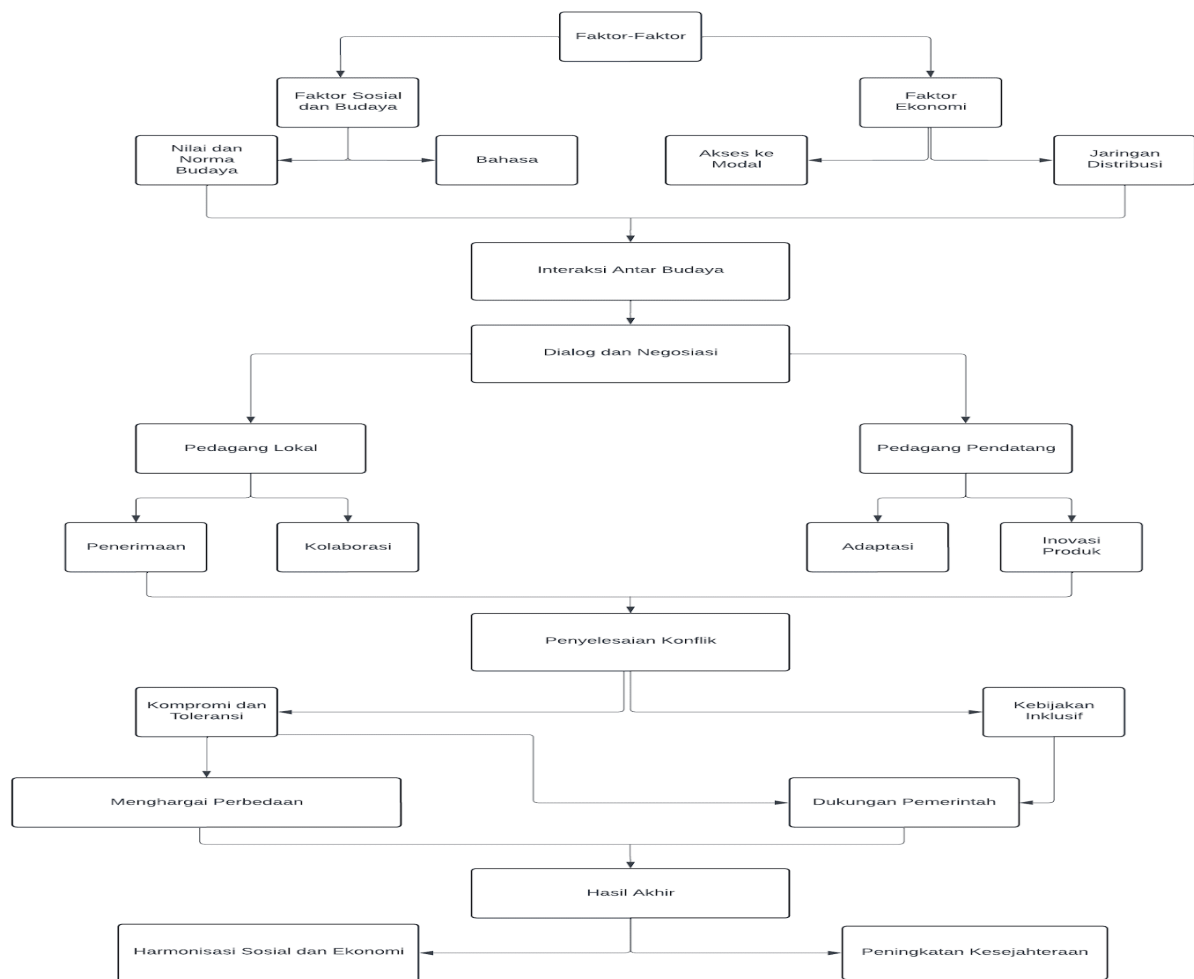 Faktor-Faktor
Faktor Sosial
dan Budaya
Faktor
Ekonomi
Nilai dan
Norma
Budaya
Bahasa
Akses ke
Modal
Jaringan
Distribusi
Interaksi Antar Budaya
Dialog dan Negosiasi
Pedagang Lokal
Pedagang Pendatang
Penerimaan
Kolaborasi
Adaptasi
Inovasi
Produk
Penyelesaian Konflik
Kompromi dan
Toleransi
Kebijakan
Inklusif
Menghargai Perbedaan
Dukungan Pemerintah
Hasil Akhir
Harmonisasi Sosial dan Ekonomi
Peningkatan Kesejahteraan